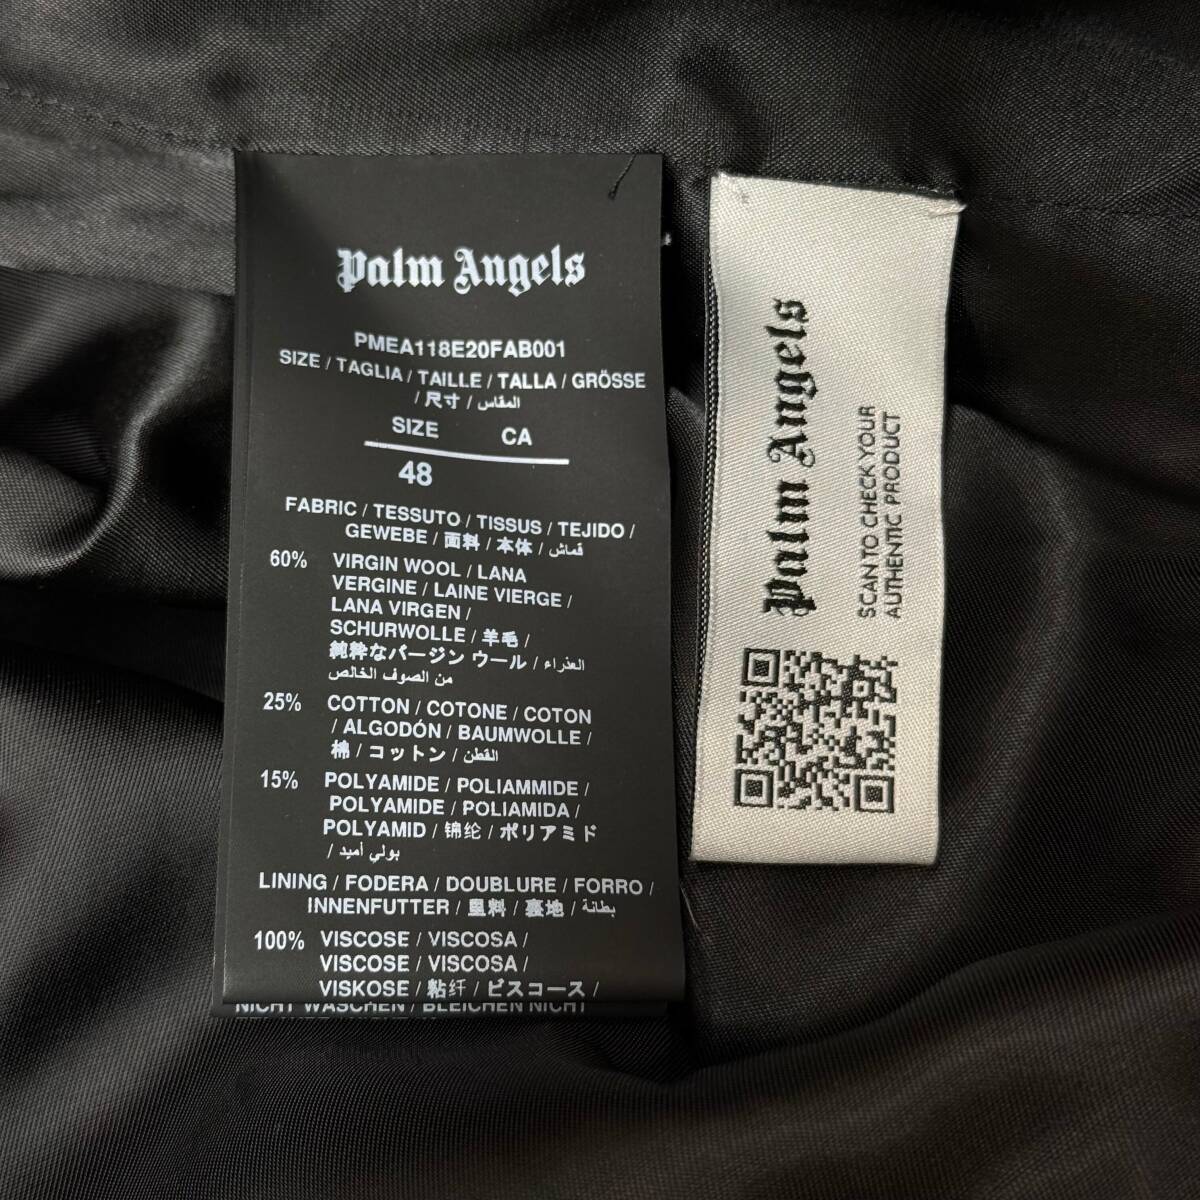 Palm Angels
PMEA118E20FAB001
SIZE / TAGLIA / TAILLE / TALLA / GRÖSSE
/ 尺寸 / المقاس
SIZE CA
48
FABRIC / TESSUTO / TISSUS / TEJIDO /
GEWEBE / 面料 / 本体 / قماش
60% VIRGIN WOOL / LANA
VERGINE / LAINE VIERGE /
LANA VIRGEN /
SCHURWOLLE / 羊毛 /
純粋なバージン ウール / العذراء
من الصوف الخالص
25% COTTON / COTONE / COTON
/ ALGODÓN / BAUMWOLLE /
棉 / コットン / القطن
15% POLYAMIDE / POLIAMMIDE /
POLYAMIDE / POLIAMIDA /
POLYAMID / 锦纶 / ポリアミド
/ بولي أميد
LINING / FODERA / DOUBLURE / FORRO /
INNENFUTTER / 里料 / 裏地 / بطانة
100% VISCOSE / VISCOSA /
VISCOSE / VISCOSA /
VISKOSE / 粘纤 / ビスコース /
NICHT WASCHEN / BLEICHEN NICHT
Palm Angels
SCAN TO CHECK YOUR
AUTHENTIC PRODUCT